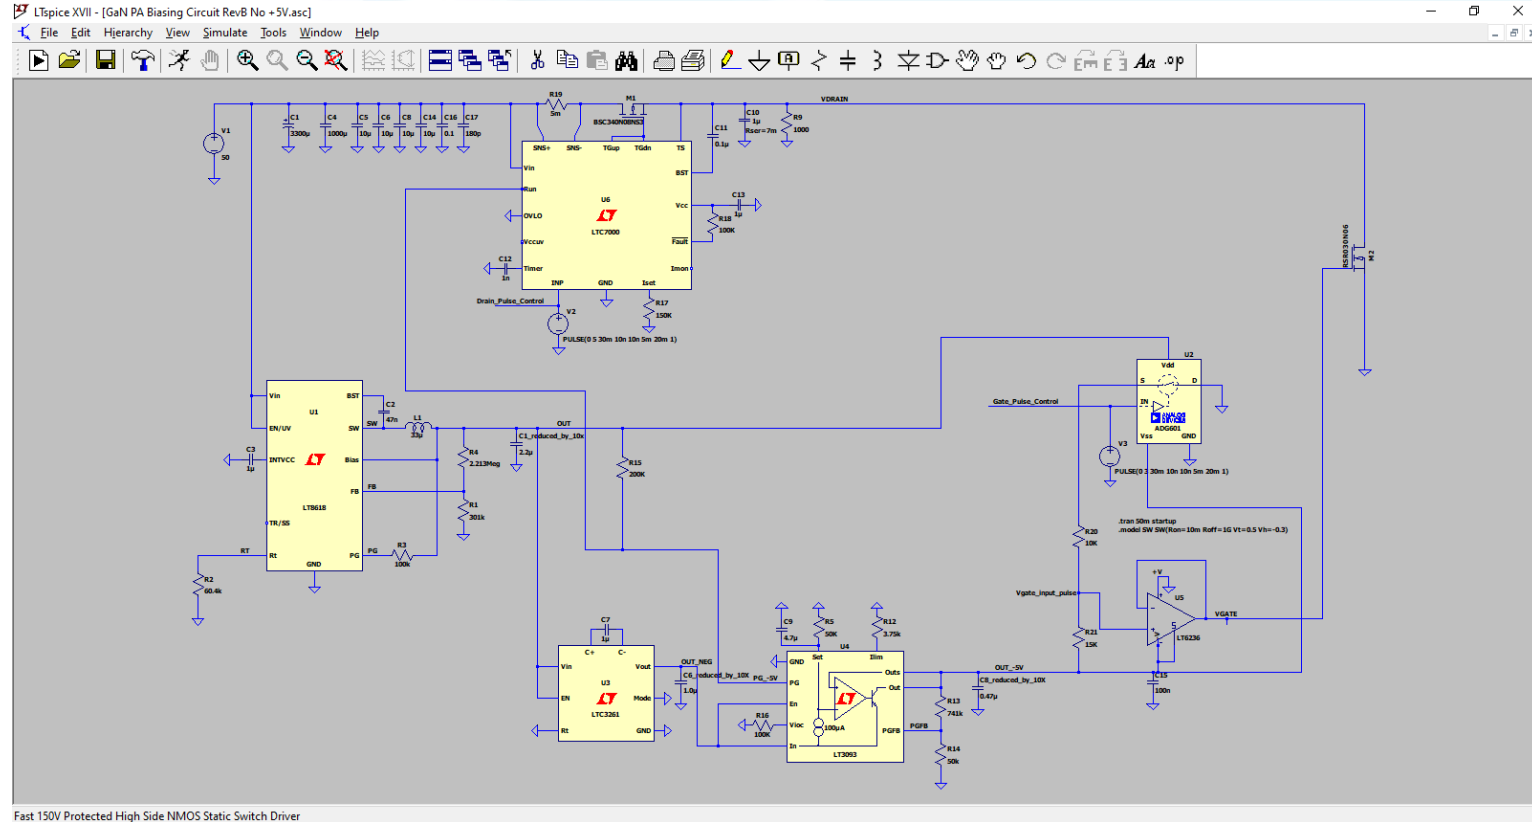 LTspice XVII - [GaN PA Biasing Circuit RevB No +5V.asc]
File Edit Hierarchy View Simulate Tools Window Help
.op
V1
50
C1
3300µ
C4
1000µ
C5
10µ
C6
10µ
C8
10µ
C14
10µ
C16
0.1
C17
180p
R19
5m
M1
BSC340N08NS3
C11
0.1µ
C10
1µ
Rser=7m
R9
1000
VDRAIN
SNS+ SNS- TGup TGdn TS
Vin
Run
OVLO
Vccuv
Timer
INP GND Iset
BST
Vcc
Fault
Imon
U6
LT
LTC7000
C12
1n
C13
1µ
R18
100K
R17
150K
Drain_Pulse_Control
V2
PULSE(0 5 30m 10n 10n 5m 20m 1)
RSR030N06
M2
U2
Vdd
S D
IN
ANALOG
DEVICES
ADG601
Vss GND
Gate_Pulse_Control
V3
PULSE(0 3 30m 10n 10n 5m 20m 1)
Vin
EN/UV
INTVCC
TR/SS
Rt
GND
BST
SW
Bias
FB
PG
U1
LT
LT8618
C3
1µ
RT
R2
60.4k
C2
47n
SW
L1
33µ
OUT
FB
PG
R3
100k
R4
2.213Meg
R1
301k
C1_reduced_by_10x
2.2µ
R15
200K
.tran 50m startup
.model SW SW(Ron=10m Roff=1G Vt=0.5 Vh=-0.3)
R20
10K
Vgate_input_pulse
R21
15K
+V
U5
LT6236
VGATE
C15
100n
C7
1µ
C+ C-
Vin
EN
Rt
Vout
Mode
GND
U3
LT
LTC3261
OUT_NEG
C6_reduced_by_10X
1.0µ
PG_-5V
R16
100K
C9
4.7µ
R5
50K
R12
3.75k
U4
Set Ilim
GND
PG
En
Vioc
In
Outs
Out
PGFB
100µA
LT
LT3093
OUT_-5V
C8_reduced_by_10X
0.47µ
R13
741k
PGFB
R14
50k
Fast 150V Protected High Side NMOS Static Switch Driver